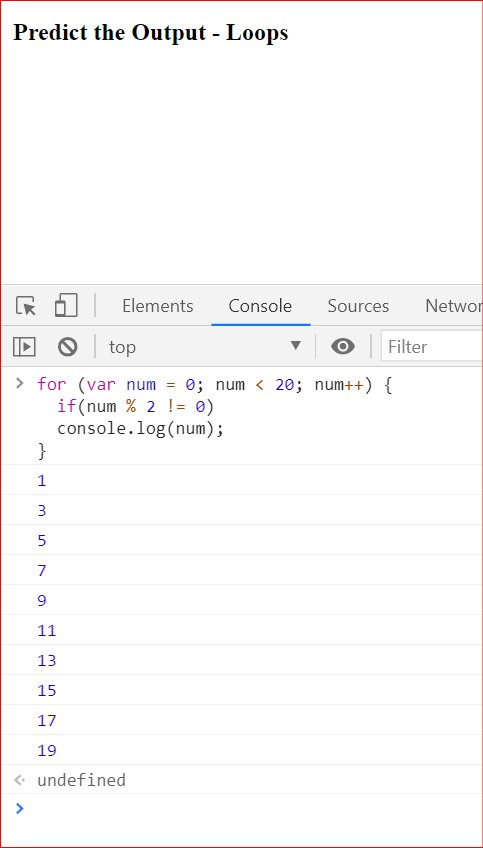 Predict the Output - Loops
Elements Console Sources Networ
top Filter
> for (var num = 0; num < 20; num++) {
  if(num % 2 != 0)
  console.log(num);
}
1
3
5
7
9
11
13
15
17
19
undefined
>